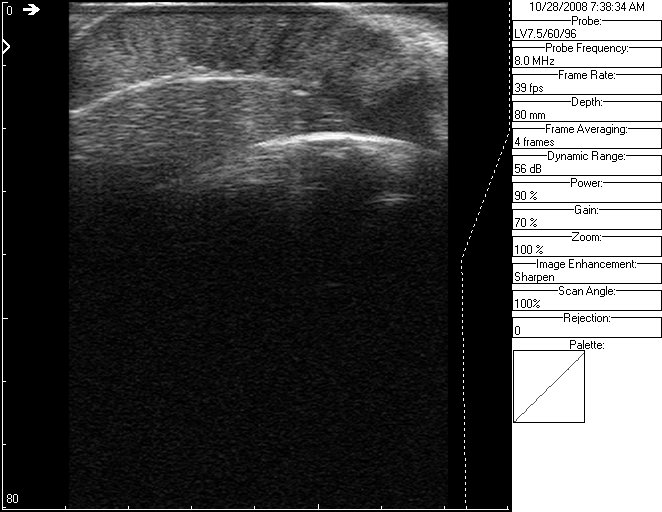 0
80
10/28/2008 7:38:34 AM
Probe:
LV7.5/60/96
Probe Frequency:
8.0 MHz
Frame Rate:
39 fps
Depth:
80 mm
Frame Averaging:
4 frames
Dynamic Range:
56 dB
Power:
90 %
Gain:
70 %
Zoom:
100 %
Image Enhancement:
Sharpen
Scan Angle:
100%
Rejection:
0
Palette: